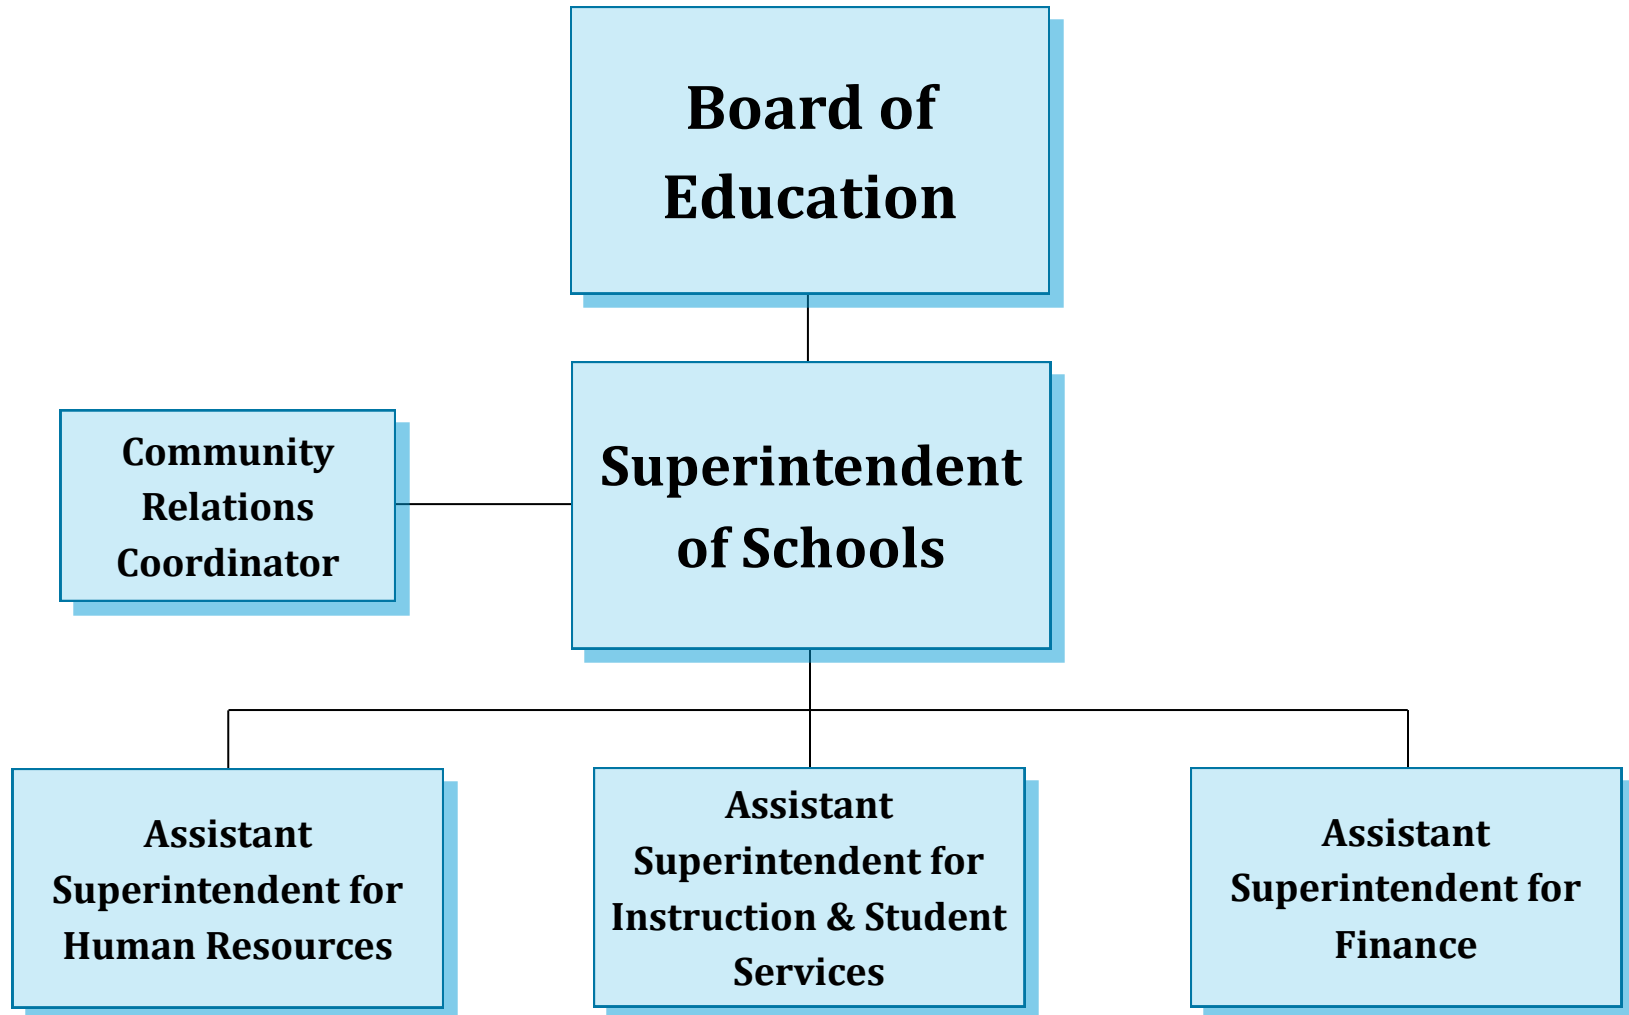 Board of
Education
Community
Relations
Coordinator
Superintendent
of Schools
Assistant
Superintendent for
Human Resources
Assistant
Superintendent for
Instruction & Student
Services
Assistant
Superintendent for
Finance